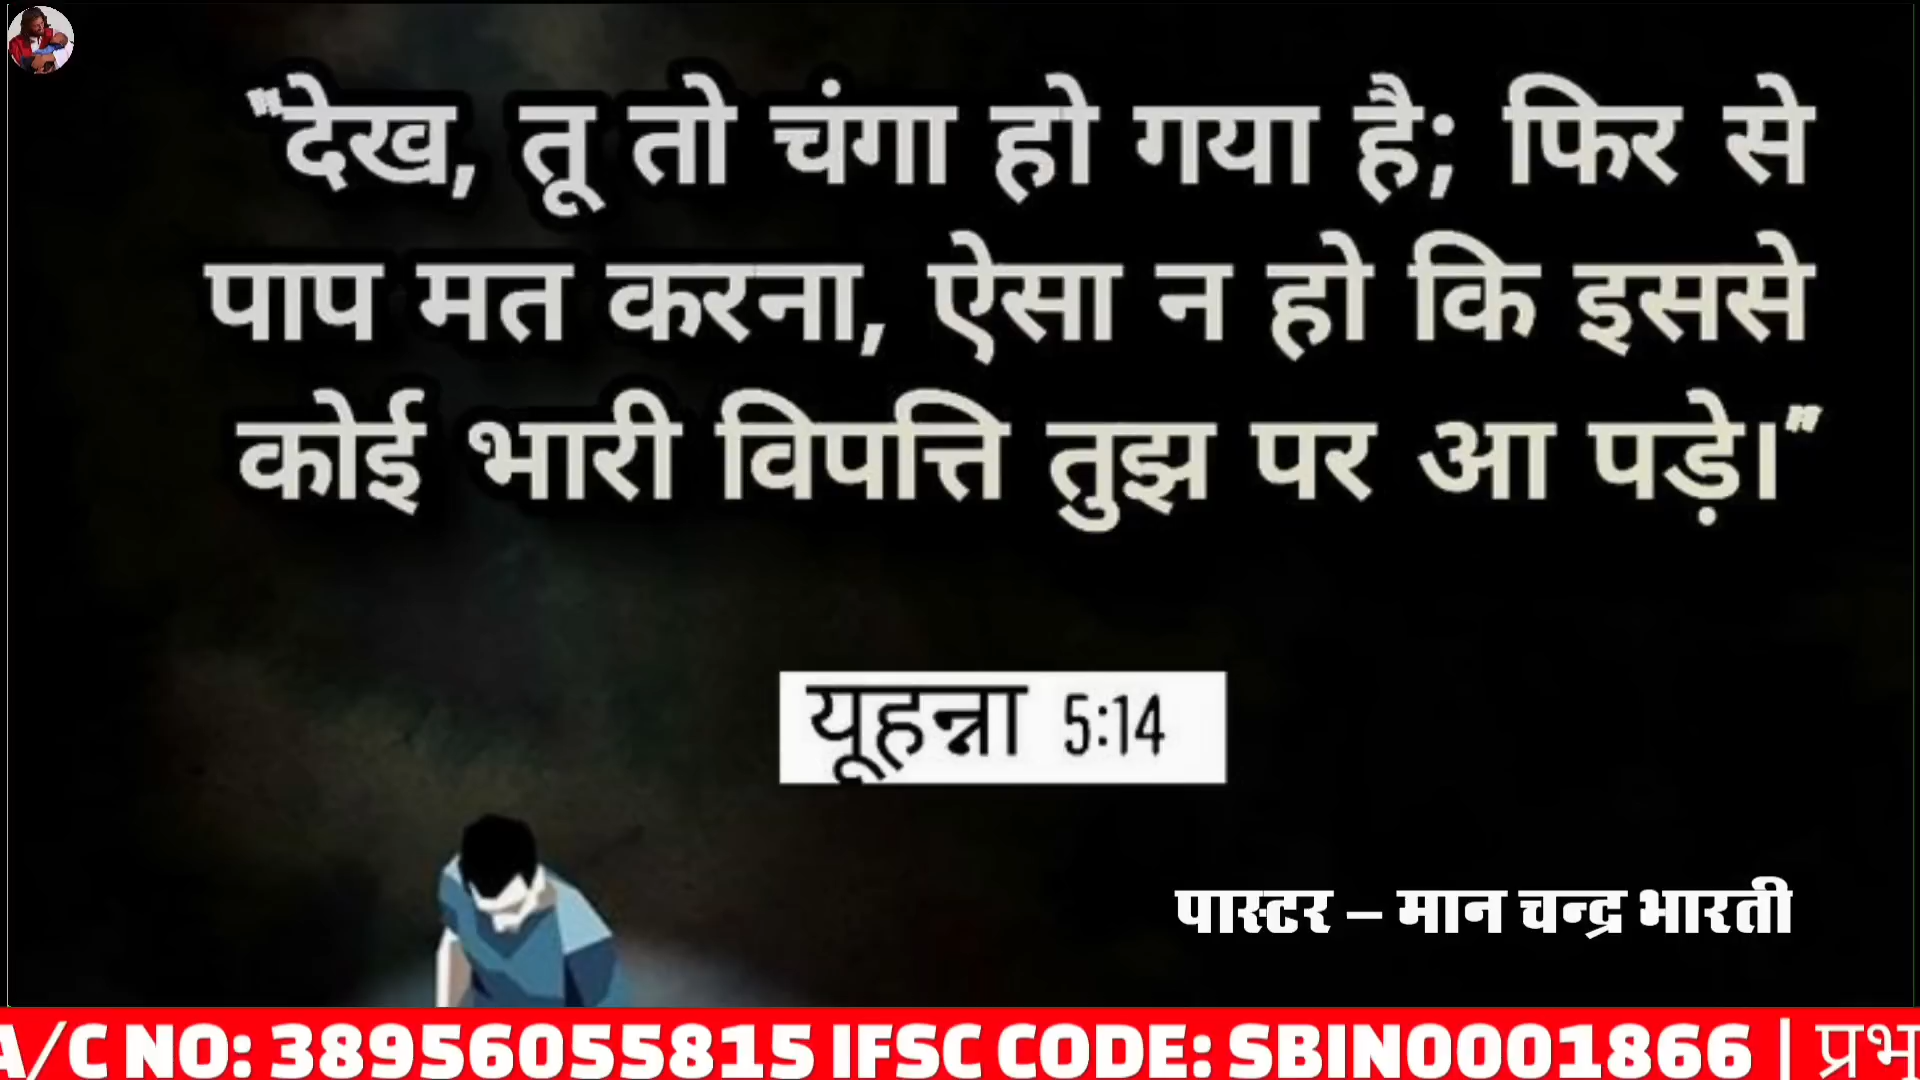 "देख, तू तो चंगा हो गया है; फिर से
पाप मत करना, ऐसा न हो कि इससे
कोई भारी विपत्ति तुझ पर आ पड़े।"
यूहन्ना 5:14
पास्टर – मान चन्द्र भारती
A/C NO: 38956055815 IFSC CODE: SBIN0001866 | प्रभ